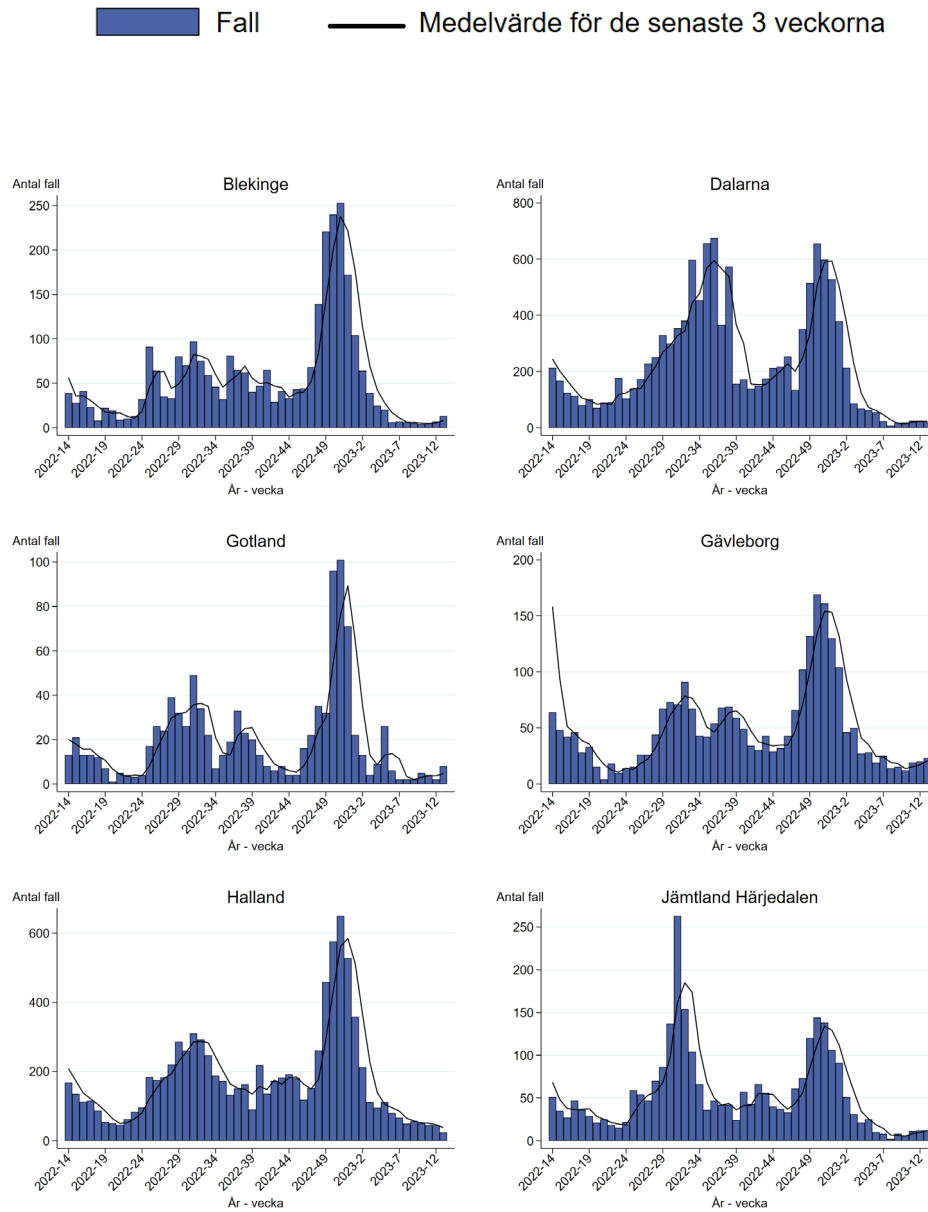 Fall Medelvärde för de senaste 3 veckorna
Antal fall
Blekinge
250
200
150
100
50
0
2022-14 2022-19 2022-24 2022-29 2022-34 2022-39 2022-44 2022-49 2023-2 2023-7 2023-12
År - vecka
Antal fall
Dalarna
800
600
400
200
0
2022-14 2022-19 2022-24 2022-29 2022-34 2022-39 2022-44 2022-49 2023-2 2023-7 2023-12
År - vecka
Antal fall
Gotland
100
80
60
40
20
0
2022-14 2022-19 2022-24 2022-29 2022-34 2022-39 2022-44 2022-49 2023-2 2023-7 2023-12
År - vecka
Antal fall
Gävleborg
200
150
100
50
0
2022-14 2022-19 2022-24 2022-29 2022-34 2022-39 2022-44 2022-49 2023-2 2023-7 2023-12
År - vecka
Antal fall
Halland
600
400
200
0
2022-14 2022-19 2022-24 2022-29 2022-34 2022-39 2022-44 2022-49 2023-2 2023-7 2023-12
År - vecka
Antal fall
Jämtland Härjedalen
250
200
150
100
50
0
2022-14 2022-19 2022-24 2022-29 2022-34 2022-39 2022-44 2022-49 2023-2 2023-7 2023-12
År - vecka